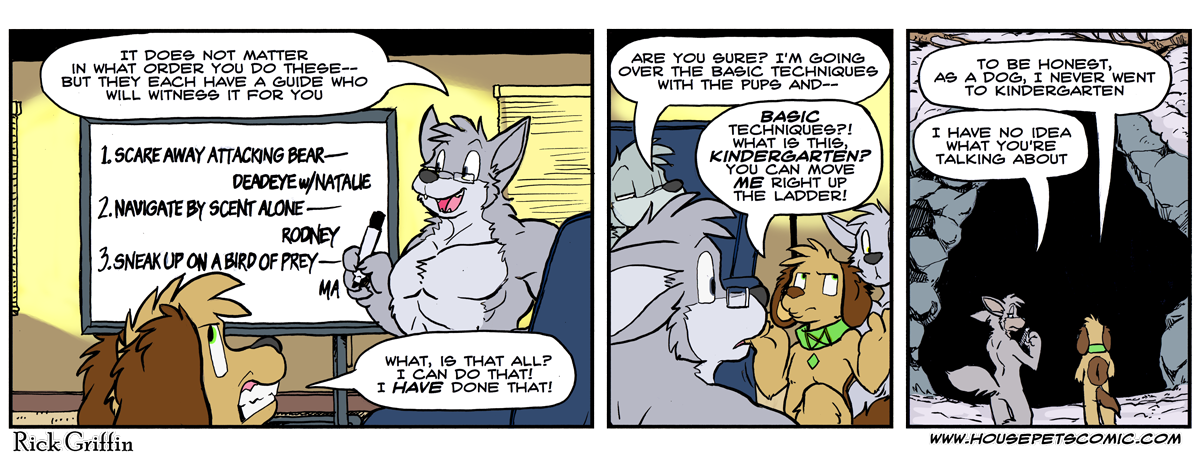 IT DOES NOT MATTER
IN WHAT ORDER YOU DO THESE--
BUT THEY EACH HAVE A GUIDE WHO
WILL WITNESS IT FOR YOU
1. SCARE AWAY ATTACKING BEAR—
DEADEYE w/NATALIE
2. NAVIGATE BY SCENT ALONE —
RODNEY
3. SNEAK UP ON A BIRD OF PREY—
MA
WHAT, IS THAT ALL?
I CAN DO THAT!
I HAVE DONE THAT!
ARE YOU SURE? I'M GOING
OVER THE BASIC TECHNIQUES
WITH THE PUPS AND--
BASIC
TECHNIQUES?!
WHAT IS THIS,
KINDERGARTEN?
YOU CAN MOVE
ME RIGHT UP
THE LADDER!
TO BE HONEST,
AS A DOG, I NEVER WENT
TO KINDERGARTEN
I HAVE NO IDEA
WHAT YOU'RE
TALKING ABOUT
Rick Griffin
WWW.HOUSEPETSCOMIC.COM